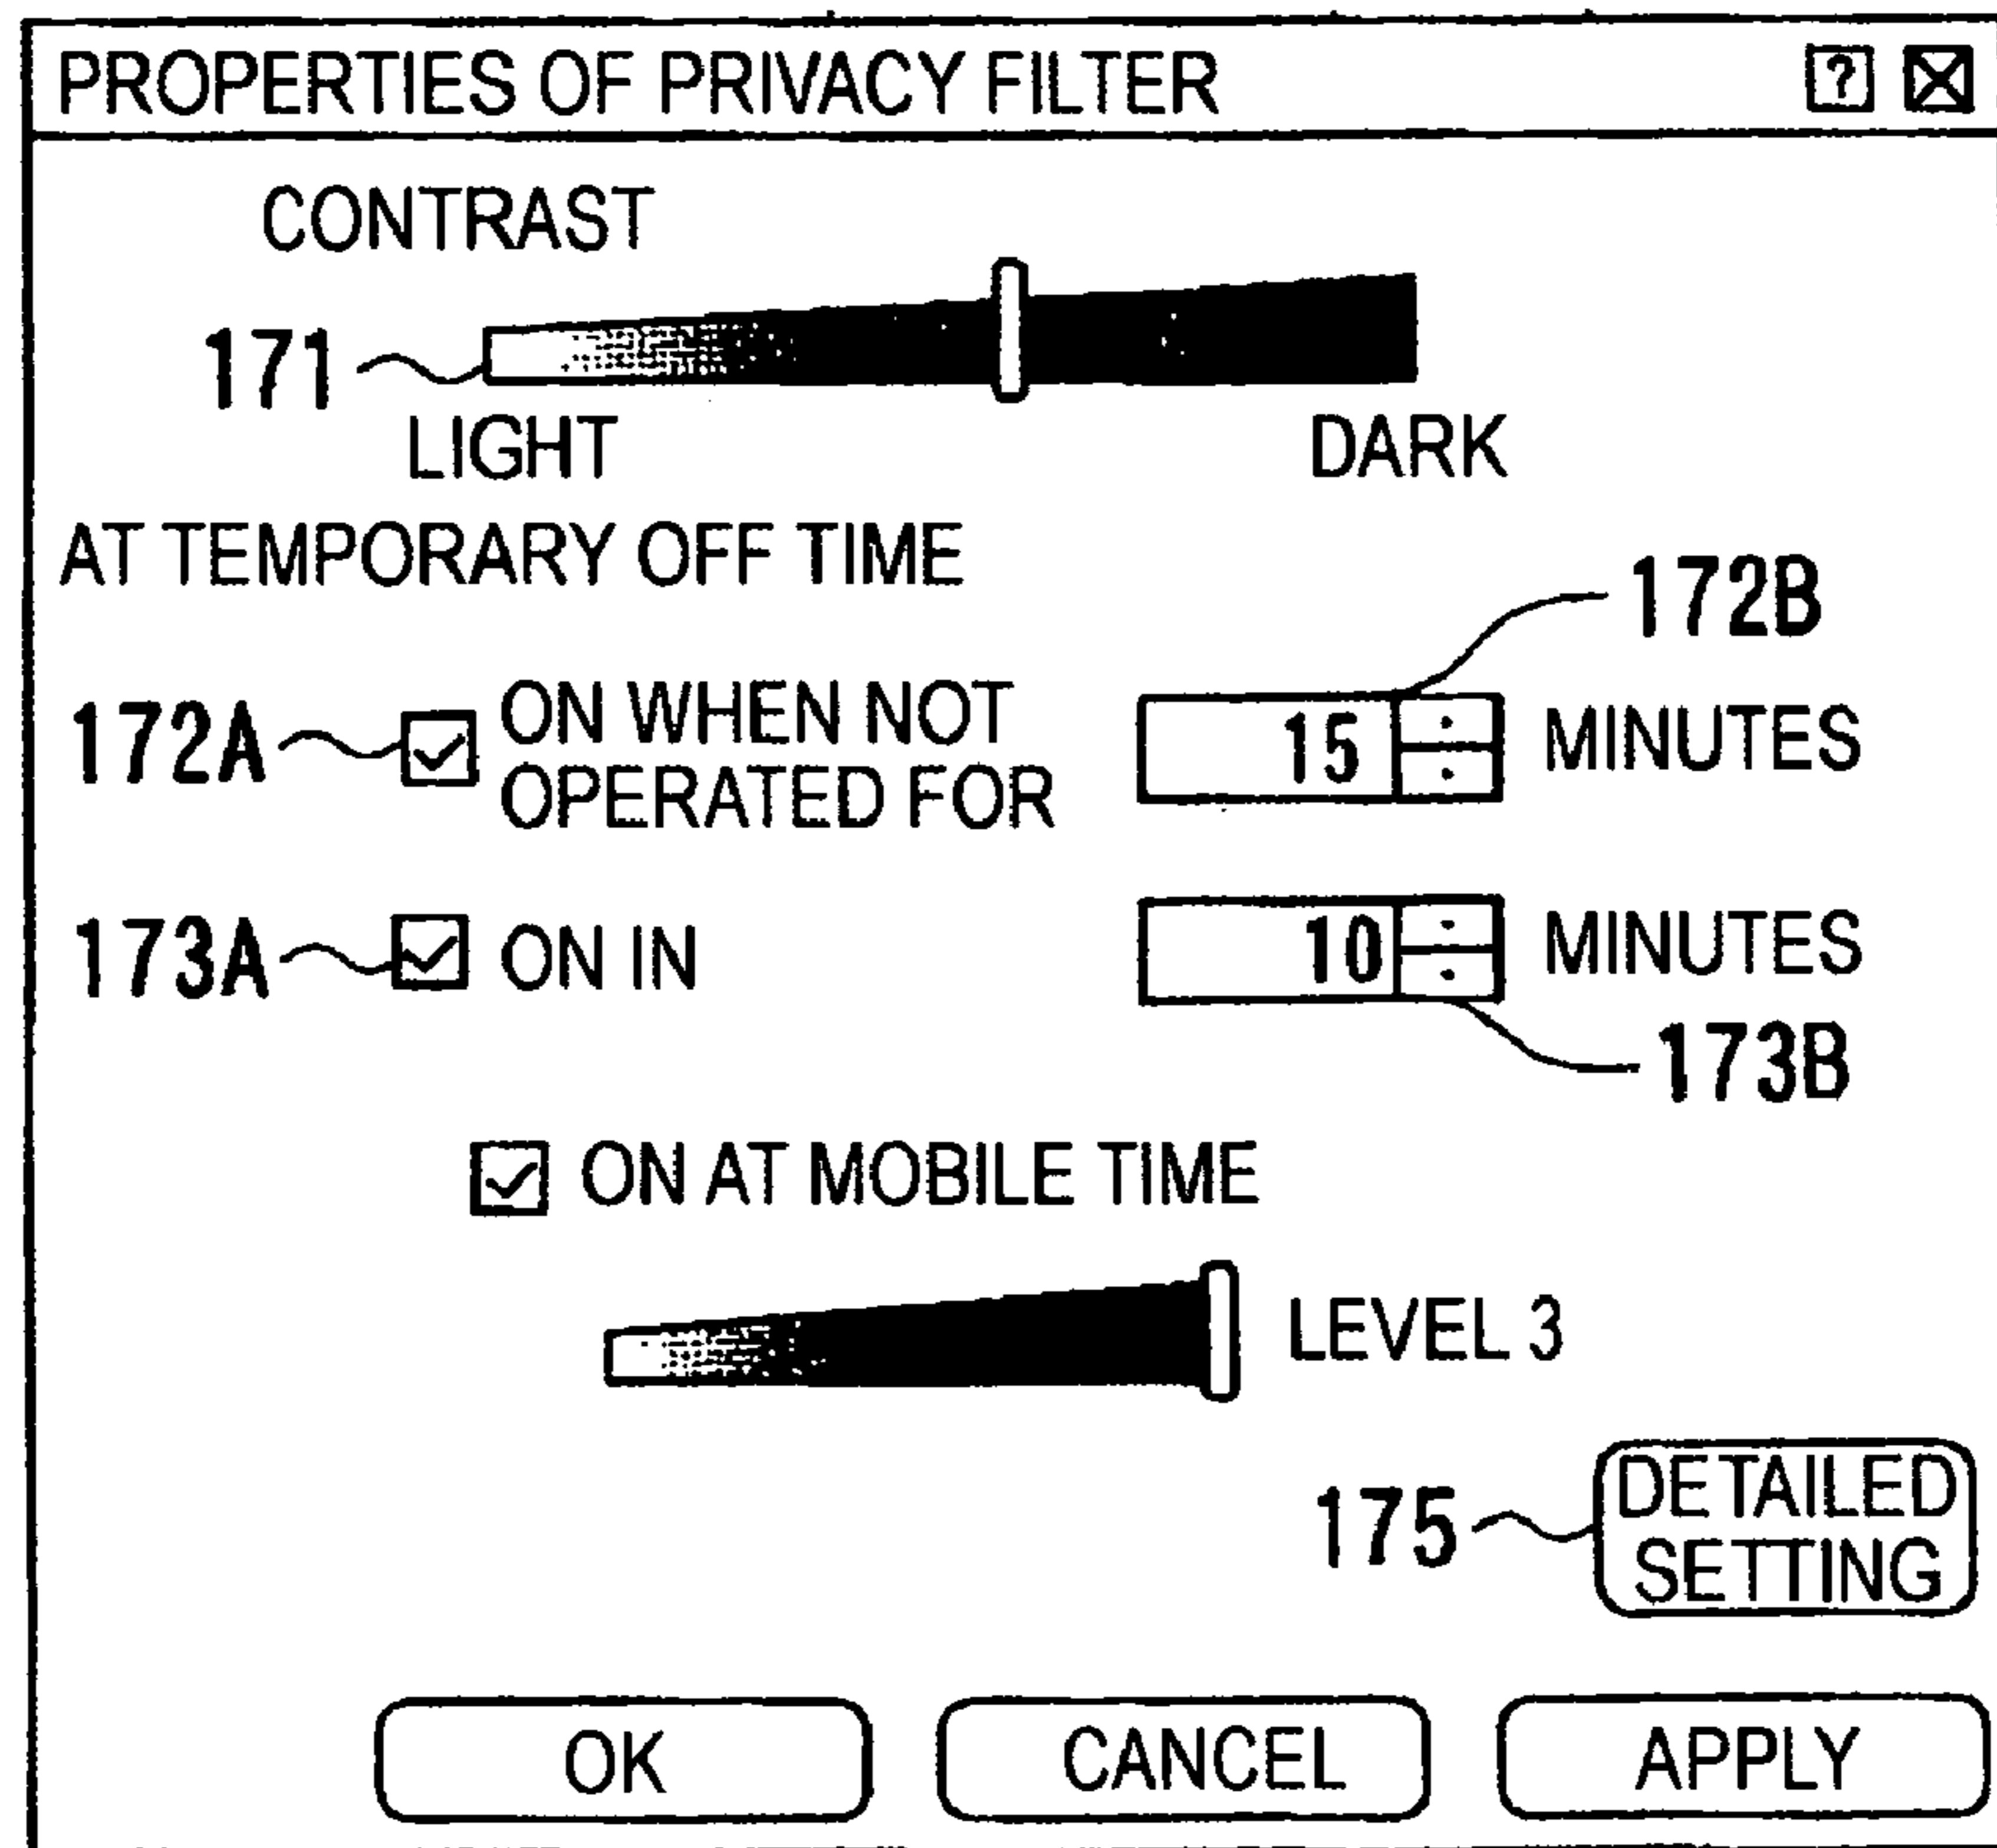 PROPERTIES OF PRIVACY FILTER ?
CONTRAST
171
LIGHT DARK
AT TEMPORARY OFF TIME
172B
172A ON WHEN NOT
OPERATED FOR
15 MINUTES
173A ON IN 10 MINUTES
173B
ON AT MOBILE TIME
LEVEL 3
175 DETAILED
SETTING
OK CANCEL APPLY